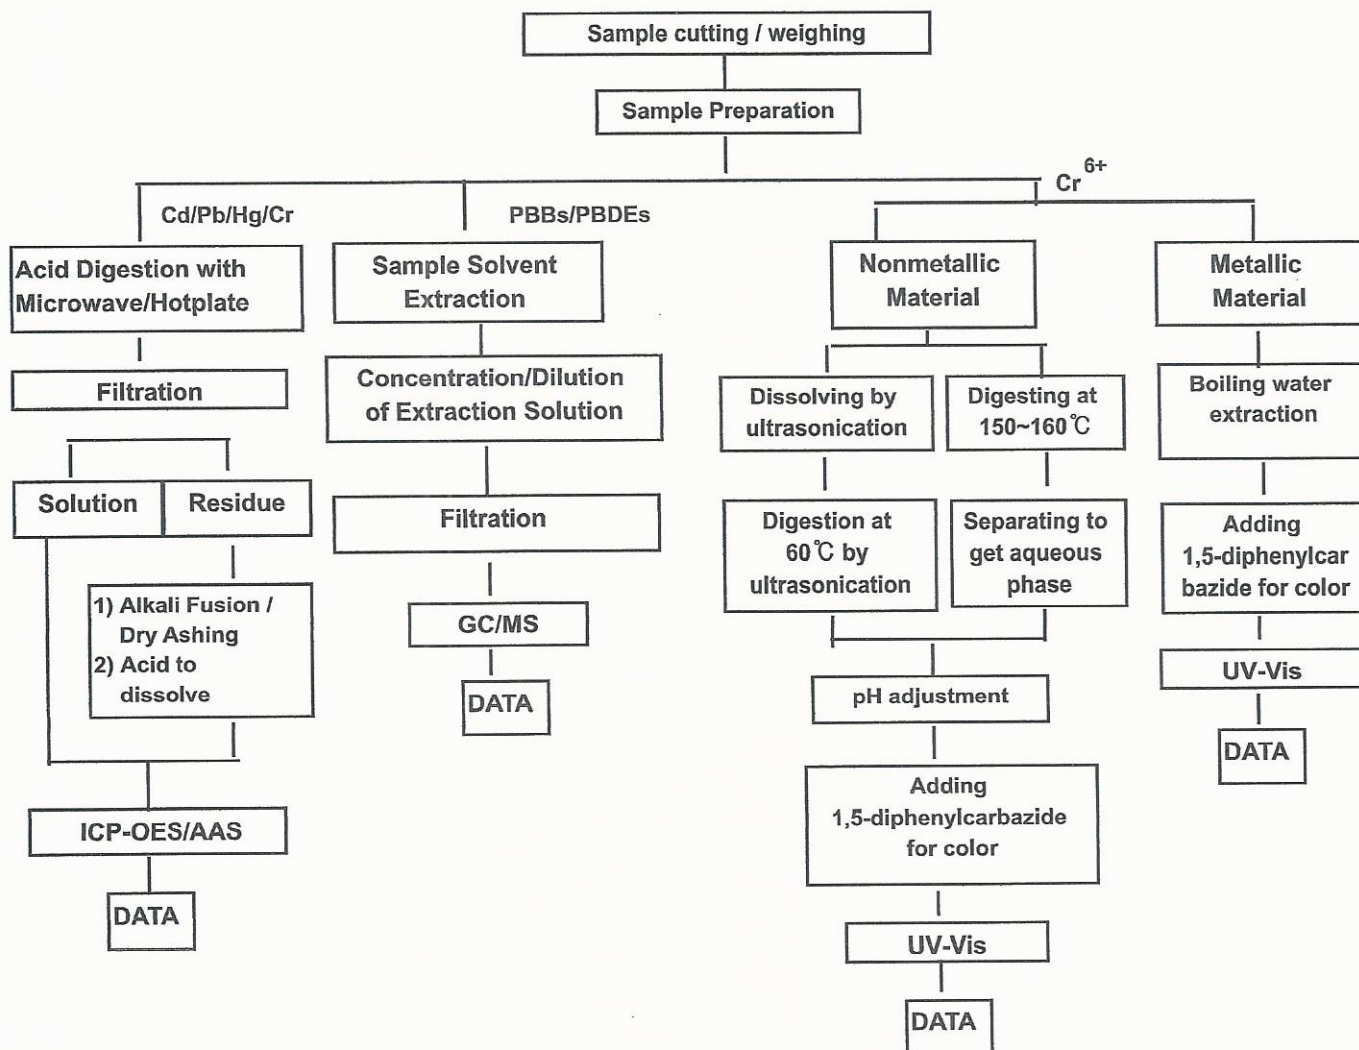 Sample cutting / weighing
Sample Preparation
Cr6+
Cd/Pb/Hg/Cr
PBBs/PBDEs
Acid Digestion with
Microwave/Hotplate
Filtration
Solution
Residue
1) Alkali Fusion /
Dry Ashing
2) Acid to
dissolve
ICP-OES/AAS
DATA
Sample Solvent
Extraction
Concentration/Dilution
of Extraction Solution
Filtration
GC/MS
DATA
Nonmetallic
Material
Dissolving by
ultrasonication
Digestion at
60℃ by
ultrasonication
Digesting at
150~160℃
Separating to
get aqueous
phase
pH adjustment
Adding
1,5-diphenylcarbazide
for color
UV-Vis
DATA
Metallic
Material
Boiling water
extraction
Adding
1,5-diphenylcar
bazide for color
UV-Vis
DATA